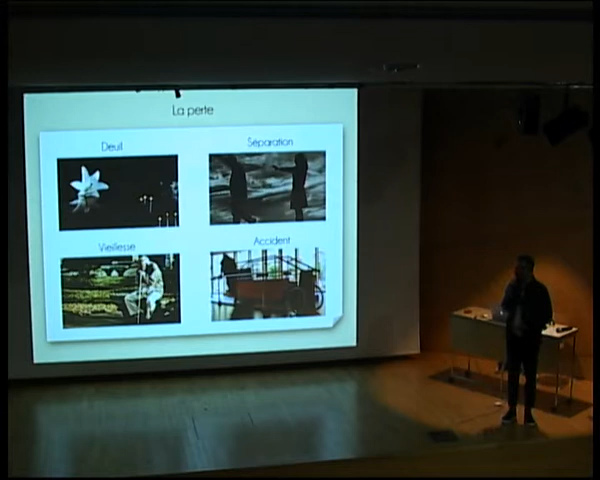 La perte
Deuil
Séparation
Vieillesse
Accident